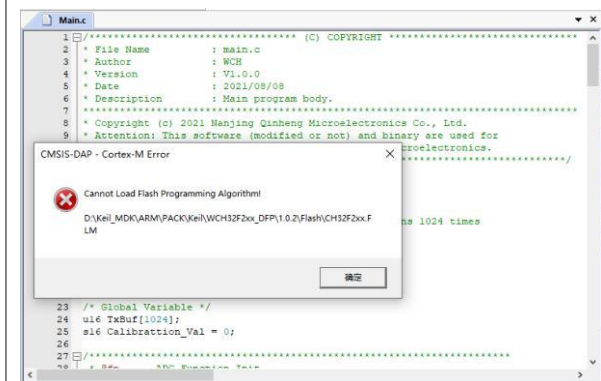 Main.c
1 /******************************** (C) COPYRIGHT *******************************
2 * File Name          : main.c
3 * Author             : WCH
4 * Version            : V1.0.0
5 * Date               : 2021/08/08
6 * Description        : Main program body.
7 *******************************************************************************
8 * Copyright (c) 2021 Nanjing Qinheng Microelectronics Co., Ltd.
9 * Attention: This software (modified or not) and binary are used for
croelectronics.
*******************************/
CMSIS-DAP - Cortex-M Error
Cannot Load Flash Programming Algorithm!
D:\Keil_MDK\ARM\PACK\Keil\WCH32F2xx_DFP\1.0.2\Flash\CH32F2xx.F
LM
ns 1024 times
确定
23 /* Global Variable */
24 u16 TxBuf[1024];
25 s16 Calibrattion_Val = 0;
26
27 /*********************************************************************